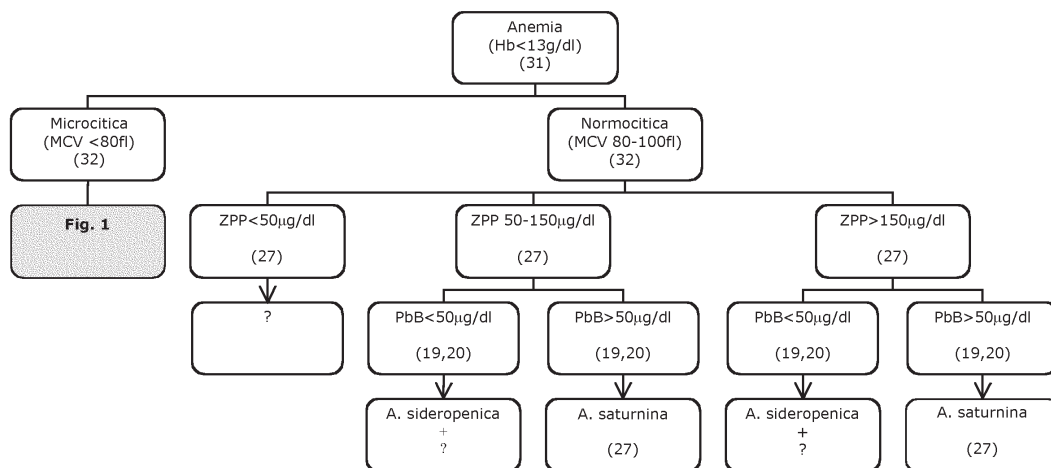 Anemia
(Hb<13g/dl)
(31)
Microcitica
(MCV <80fl)
(32)
Normocitica
(MCV 80-100fl)
(32)
Fig. 1
ZPP<50µg/dl
(27)
ZPP 50-150µg/dl
(27)
ZPP>150µg/dl
(27)
?
PbB<50µg/dl
(19,20)
PbB>50µg/dl
(19,20)
PbB<50µg/dl
(19,20)
PbB>50µg/dl
(19,20)
A. sideropenica
+
?
A. saturnina
(27)
A. sideropenica
+
?
A. saturnina
(27)